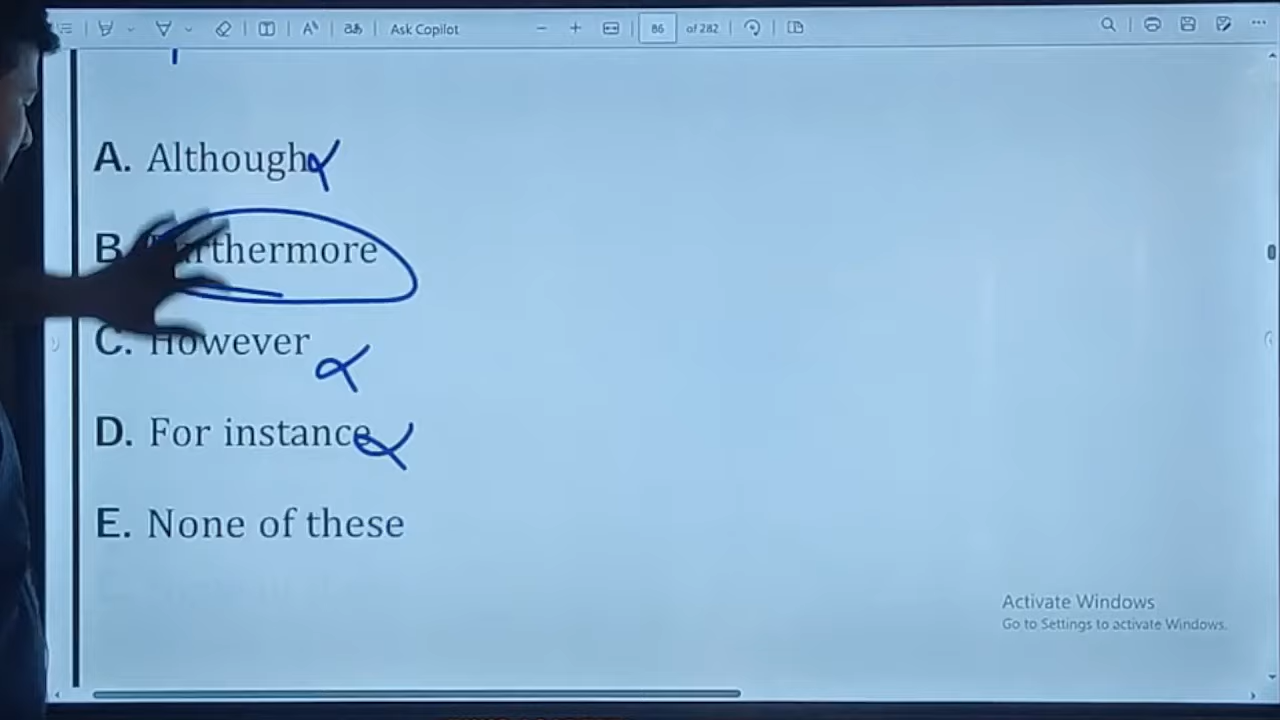 Ask Copilot 86 of 282
A. Although
B. Furthermore
C. However
D. For instance
E. None of these
Activate Windows
Go to Settings to activate Windows.